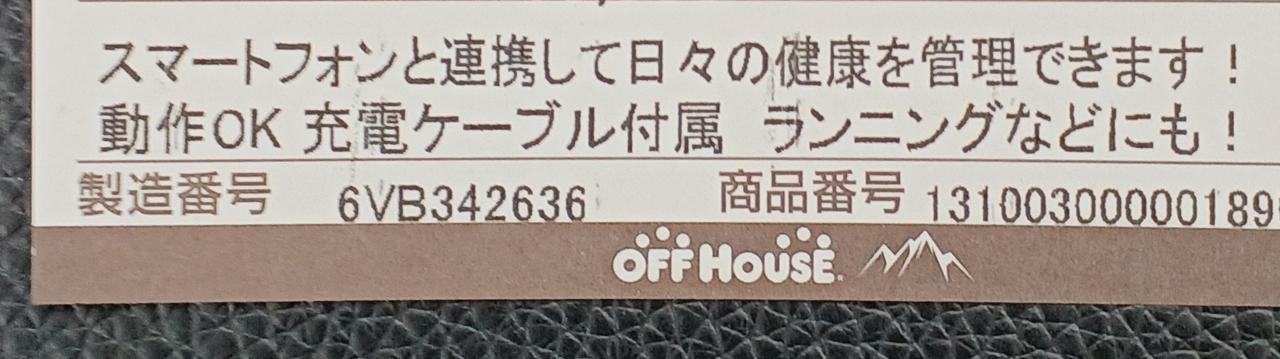 スマートフォンと連携して日々の健康を管理できます！
動作OK 充電ケーブル付属 ランニングなどにも！
製造番号 6VB342636 商品番号 131003000000189
OFF HOUSE